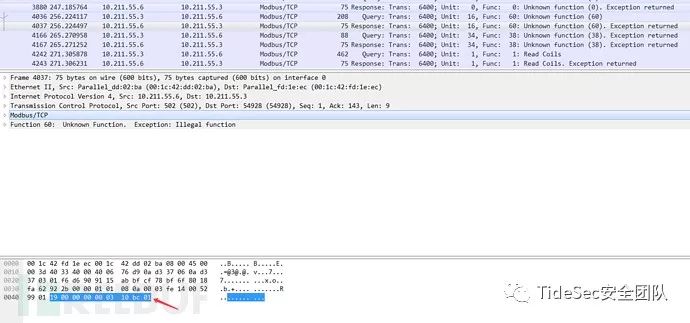 3880 247.185764 10.211.55.6 10.211.55.3 Modbus/TCP 75 Response: Trans: 6400; Unit: 0, Func: 0: Unknown function (0). Exception returned
4036 256.224117 10.211.55.3 10.211.55.6 Modbus/TCP 208 Query: Trans: 6400; Unit: 16, Func: 60: Unknown function (60)
4037 256.224497 10.211.55.6 10.211.55.3 Modbus/TCP 75 Response: Trans: 6400; Unit: 16, Func: 60: Unknown function (60). Exception returned
4166 265.270958 10.211.55.3 10.211.55.6 Modbus/TCP 88 Query: Trans: 6400; Unit: 34, Func: 38: Unknown function (38)
4167 265.271252 10.211.55.6 10.211.55.3 Modbus/TCP 75 Response: Trans: 6400; Unit: 34, Func: 38: Unknown function (38). Exception returned
4242 271.305878 10.211.55.3 10.211.55.6 Modbus/TCP 462 Query: Trans: 6400; Unit: 16, Func: 1: Read Coils
4243 271.306231 10.211.55.6 10.211.55.3 Modbus/TCP 75 Response: Trans: 6400; Unit: 16, Func: 1: Read Coils. Exception returned
Frame 4037: 75 bytes on wire (600 bits), 75 bytes captured (600 bits) on interface 0
Ethernet II, Src: Parallel_dd:02:ba (00:1c:42:dd:02:ba), Dst: Parallel_fd:1e:ec (00:1c:42:fd:1e:ec)
Internet Protocol Version 4, Src: 10.211.55.6, Dst: 10.211.55.3
Transmission Control Protocol, Src Port: 502 (502), Dst Port: 54928 (54928), Seq: 1, Ack: 143, Len: 9
Modbus/TCP
Function 60: Unknown Function. Exception: Illegal function
0000 00 1c 42 fd 1e ec 00 1c 42 dd 02 ba 08 00 45 00 ..B..... B.....E.
0010 00 3d 40 33 40 00 40 06 76 d9 0a d3 37 06 0a d3 .=@3@.@. v...7...
0020 37 03 01 f6 d6 90 91 15 ab bf cf 78 bf 6f 80 18 7....... ...x.o..
0030 fa 62 92 2b 00 00 01 01 08 0a 00 03 fe 14 00 52 .b.+.... .......R
0040 99 01 19 00 00 00 00 03 10 bc 01 ........ ...
REEBUF
TideSec安全团队